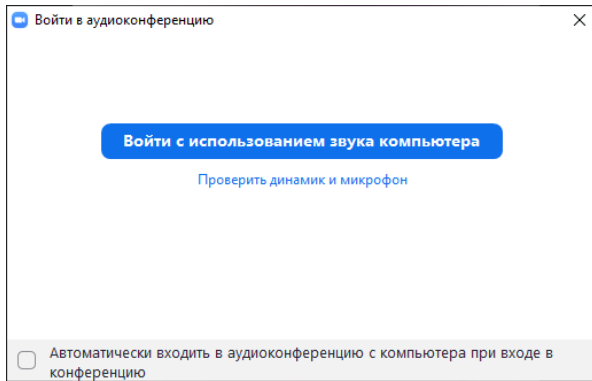 Войти в аудиоконференцию
Войти с использованием звука компьютера
Проверить динамик и микрофон
Автоматически входить в аудиоконференцию с компьютера при входе в
конференцию